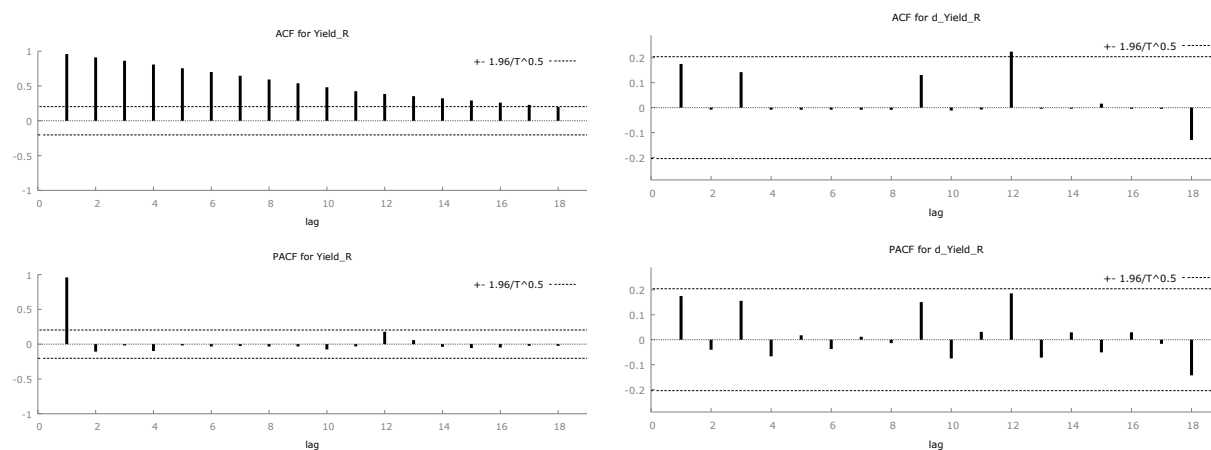 ACF for Yield_R
+- 1.96/T^0.5
1
0.5
0
-0.5
-1
0 2 4 6 8 10 12 14 16 18
lag
PACF for Yield_R
+- 1.96/T^0.5
1
0.5
0
-0.5
-1
0 2 4 6 8 10 12 14 16 18
lag
ACF for d_Yield_R
+- 1.96/T^0.5
0.2
0.1
0
-0.1
-0.2
0 2 4 6 8 10 12 14 16 18
lag
PACF for d_Yield_R
+- 1.96/T^0.5
0.2
0.1
0
-0.1
-0.2
0 2 4 6 8 10 12 14 16 18
lag